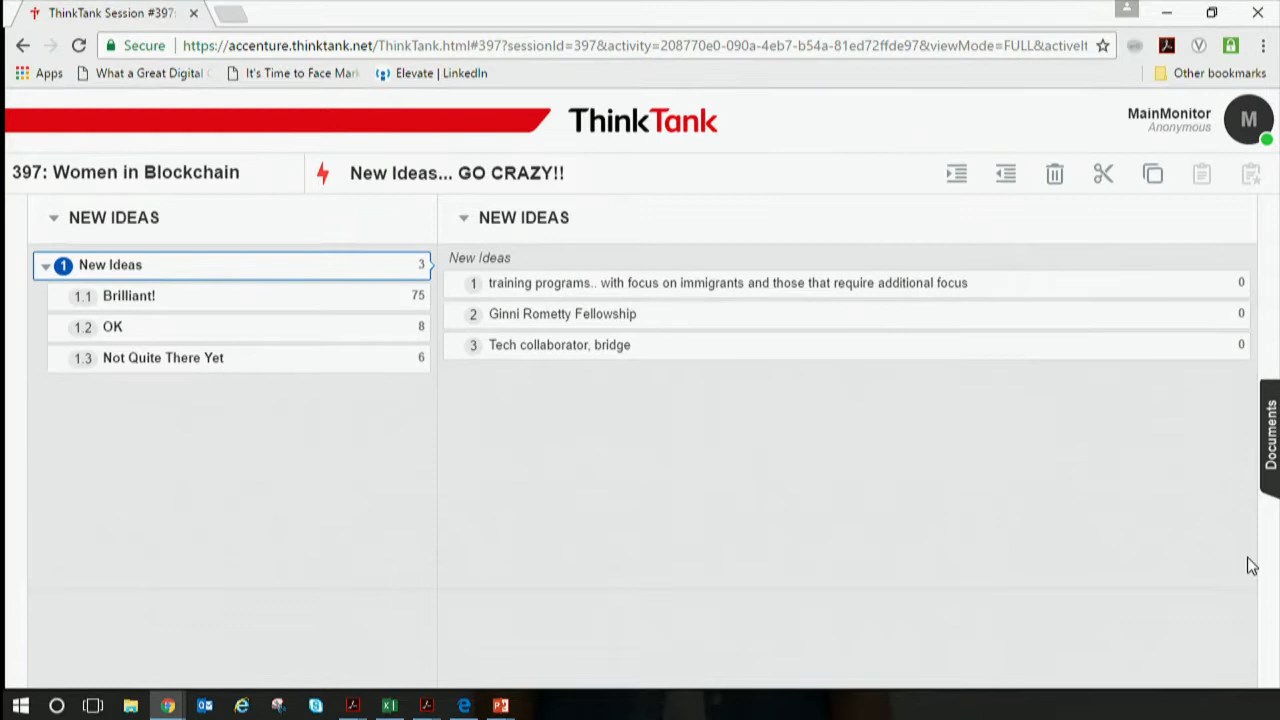 ThinkTank Session #397:
Secure
https://accenture.thinktank.net/ThinkTank.html#397?sessionId=397&activity=208770e0-090a-4eb7-b54a-81ed72ffde97&viewMode=FULL&activeIt
Apps
What a Great Digital C
It's Time to Face Mark
Elevate | LinkedIn
Other bookmarks
ThinkTank
MainMonitor
Anonymous
M
397: Women in Blockchain
New Ideas... GO CRAZY!!
NEW IDEAS
1 New Ideas 3
1.1 Brilliant! 75
1.2 OK 8
1.3 Not Quite There Yet 6
NEW IDEAS
New Ideas
1 training programs.. with focus on immigrants and those that require additional focus 0
2 Ginni Rometty Fellowship 0
3 Tech collaborator, bridge 0
Documents